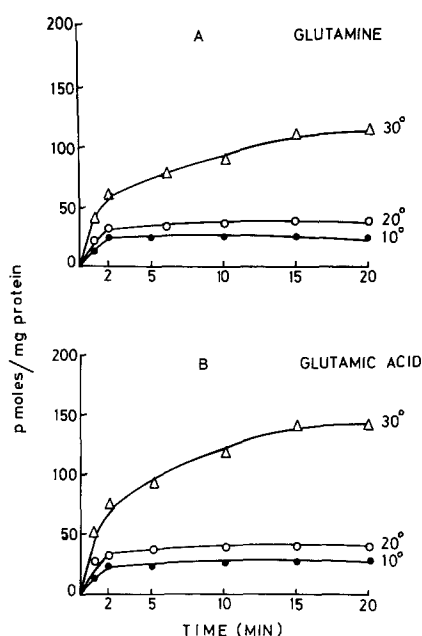 A GLUTAMINE
200
150
100
50
0
30°
20°
10°
2 5 10 15 20
B GLUTAMIC ACID
200
150
100
50
0
30°
20°
10°
2 5 10 15 20
TIME (MIN)
p moles/mg protein